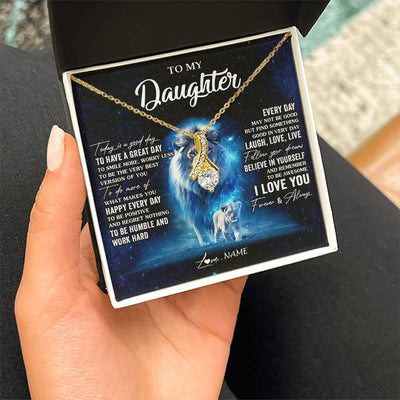 TO MY
Daughter
Today is a good day
TO HAVE A GREAT DAY
TO SMILE MORE, WORRY LESS
TO BE THE VERY BEST
VERSION OF YOU
To do more of
WHAT MAKES YOU
HAPPY EVERY DAY
TO BE POSITIVE
AND REGRET NOTHING
TO BE HUMBLE AND
WORK HARD
EVERY DAY
MAY NOT BE GOOD
BUT FIND SOMETHING
GOOD IN VERY DAY
LAUGH, LOVE, LIVE
Follow your dreams
BELIEVE IN YOURSELF
AND REMEMBER
TO BE AWESOME
I LOVE YOU
Forever & Always
Love, NAME